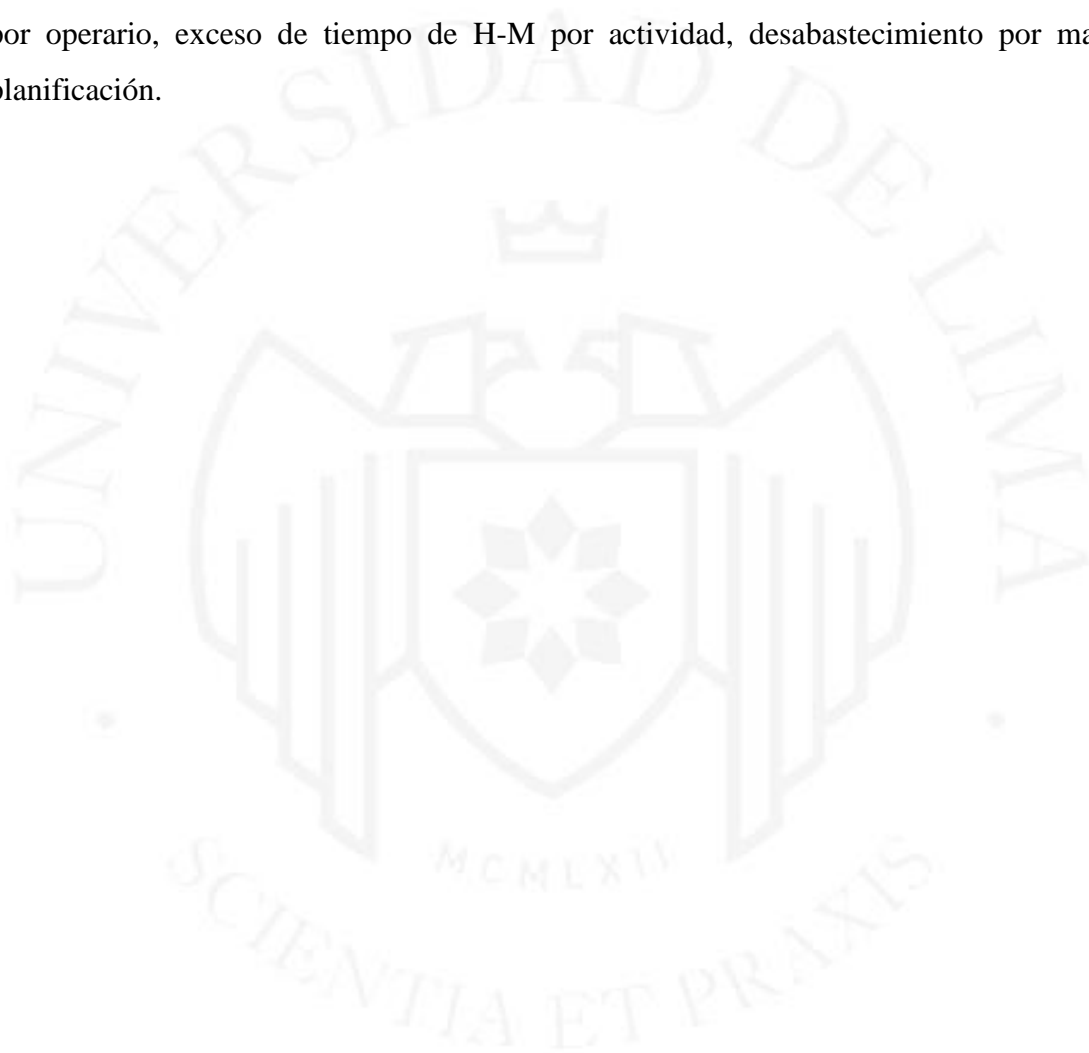 por operario, exceso de tiempo de H-M por actividad, desabastecimiento por ma
planificación.
UNIVERSIDAD DE LIMA
MCMLXII
SCIENTIA ET PRAXIS